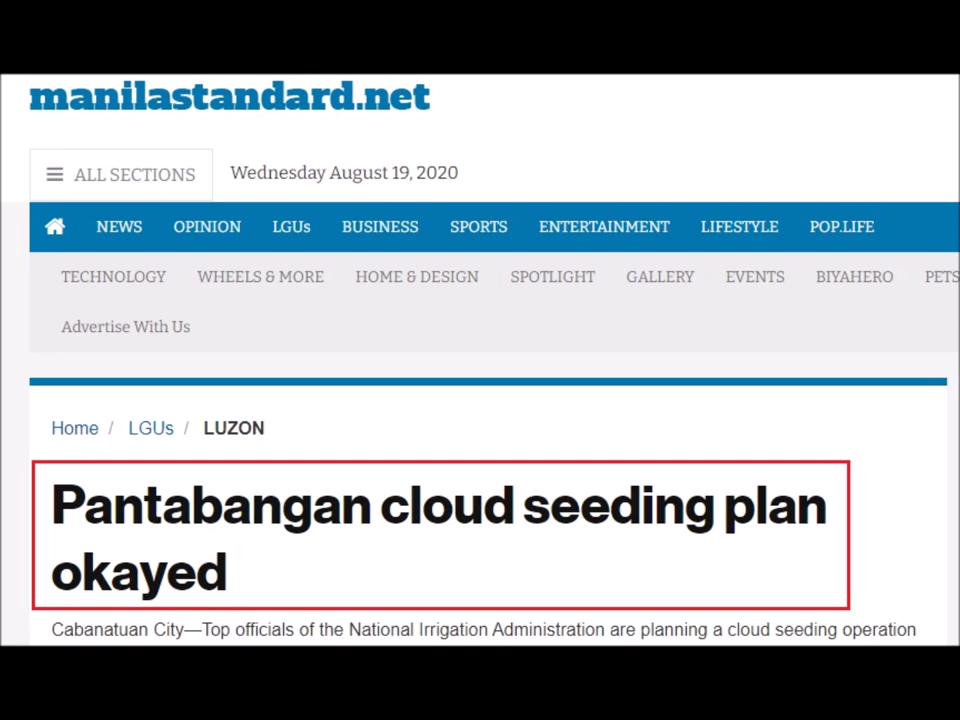 manilastandard.net
ALL SECTIONS
Wednesday August 19, 2020
NEWS OPINION LGUs BUSINESS SPORTS ENTERTAINMENT LIFESTYLE POP.LIFE
TECHNOLOGY WHEELS & MORE HOME & DESIGN SPOTLIGHT GALLERY EVENTS BIYAHERO PETS
Advertise With Us
Home / LGUs / LUZON
Pantabangan cloud seeding plan
okayed
Cabanatuan City—Top officials of the National Irrigation Administration are planning a cloud seeding operation